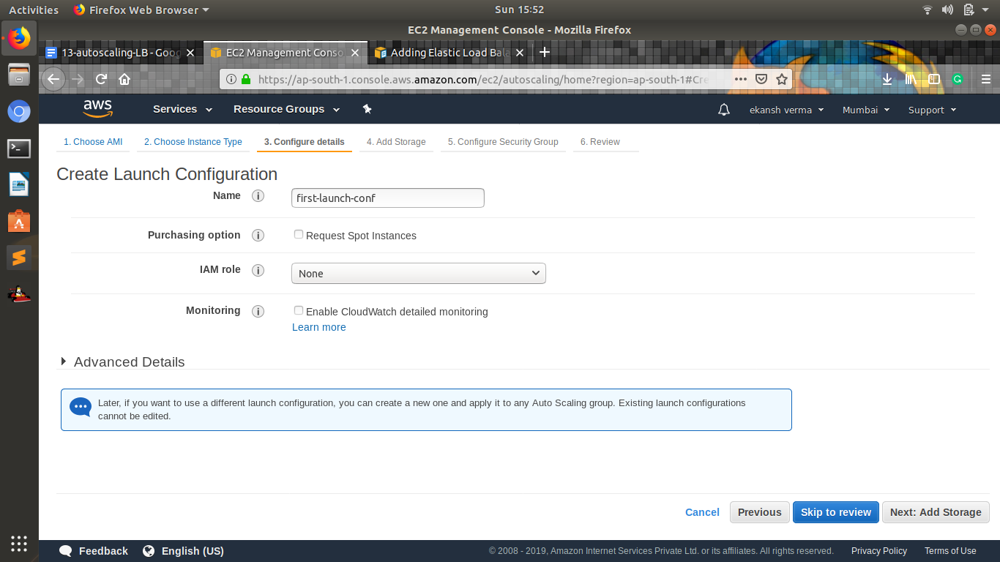 Activities Firefox Web Browser Sun 15:52
EC2 Management Console - Mozilla Firefox
13-autoscaling-LB - Goog EC2 Management Conso Adding Elastic Load Bala
https://ap-south-1.console.aws.amazon.com/ec2/autoscaling/home?region=ap-south-1#Cre
aws Services Resource Groups ekansh verma Mumbai Support
1. Choose AMI 2. Choose Instance Type 3. Configure details 4. Add Storage 5. Configure Security Group 6. Review
Create Launch Configuration
Name i first-launch-conf
Purchasing option i Request Spot Instances
IAM role i None
Monitoring i Enable CloudWatch detailed monitoring
Learn more
Advanced Details
Later, if you want to use a different launch configuration, you can create a new one and apply it to any Auto Scaling group. Existing launch configurations
cannot be edited.
Cancel Previous Skip to review Next: Add Storage
Feedback English (US) © 2008 - 2019, Amazon Internet Services Private Ltd. or its affiliates. All rights reserved. Privacy Policy Terms of Use